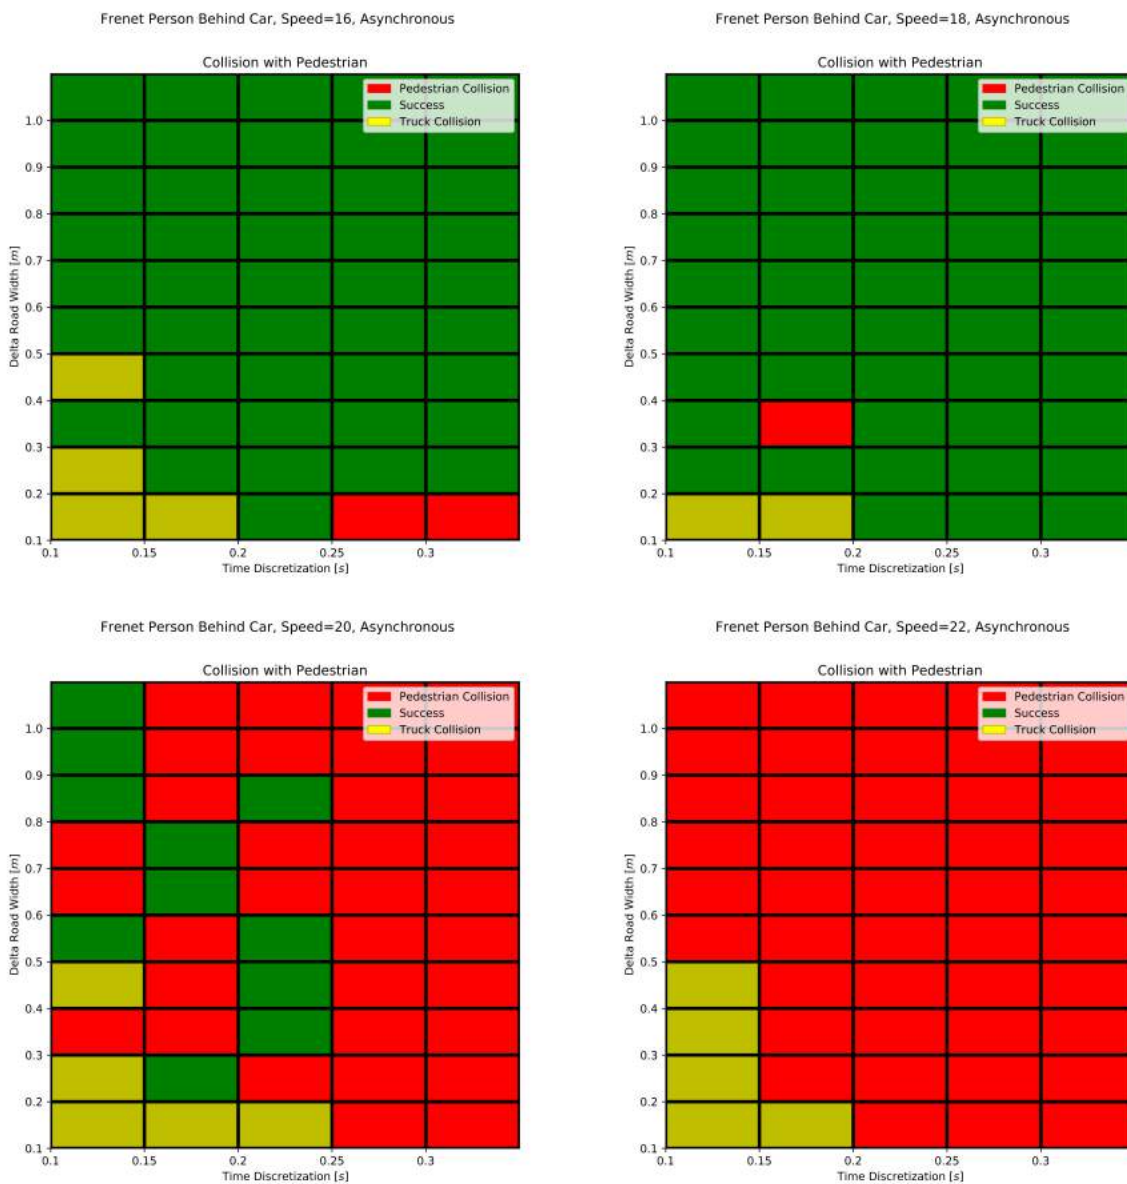 Frenet Person Behind Car, Speed=16, Asynchronous
Collision with Pedestrian
Pedestrian Collision
Success
Truck Collision
1.0
0.9
0.8
0.7
0.6
0.5
0.4
0.3
0.2
0.1
Delta Road Width [m]
0.1 0.15 0.2 0.25 0.3
Time Discretization [s]
Frenet Person Behind Car, Speed=18, Asynchronous
Collision with Pedestrian
Pedestrian Collision
Success
Truck Collision
1.0
0.9
0.8
0.7
0.6
0.5
0.4
0.3
0.2
0.1
Delta Road Width [m]
0.1 0.15 0.2 0.25 0.3
Time Discretization [s]
Frenet Person Behind Car, Speed=20, Asynchronous
Collision with Pedestrian
Pedestrian Collision
Success
Truck Collision
1.0
0.9
0.8
0.7
0.6
0.5
0.4
0.3
0.2
0.1
Delta Road Width [m]
0.1 0.15 0.2 0.25 0.3
Time Discretization [s]
Frenet Person Behind Car, Speed=22, Asynchronous
Collision with Pedestrian
Pedestrian Collision
Success
Truck Collision
1.0
0.9
0.8
0.7
0.6
0.5
0.4
0.3
0.2
0.1
Delta Road Width [m]
0.1 0.15 0.2 0.25 0.3
Time Discretization [s]